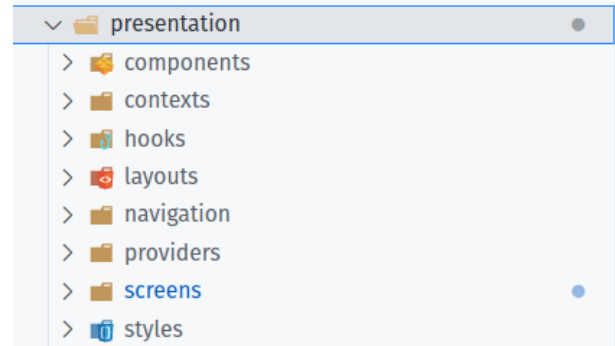 presentation
components
contexts
hooks
layouts
navigation
providers
screens
styles